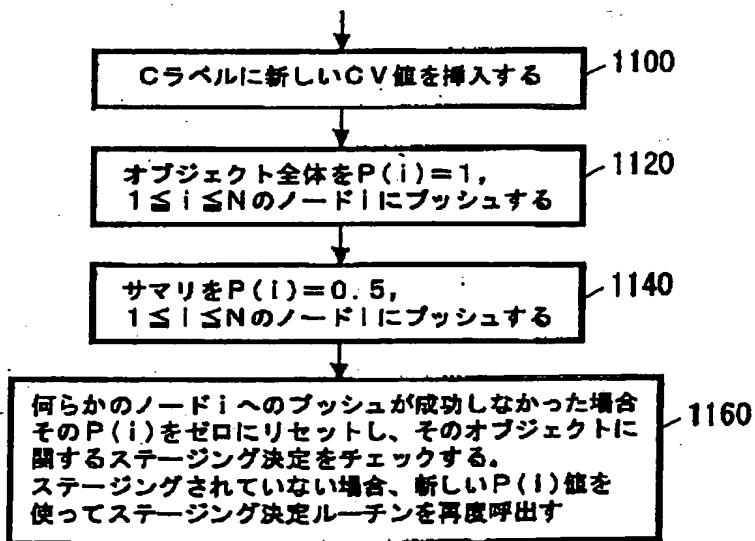 Cラベルに新しいCV値を挿入する
1100
オブジェクト全体をP(i)=1,
1≦i≦Nのノードiにプッシュする
1120
サマリをP(i)=0.5,
1≦i≦Nのノードiにプッシュする
1140
何らかのノードiへのプッシュが成功しなかった場合
そのP(i)をゼロにリセットし、そのオブジェクトに
関するステージング決定をチェックする。
ステージングされていない場合、新しいP(i)値を
使ってステージング決定ルーチンを再度呼出す
1160